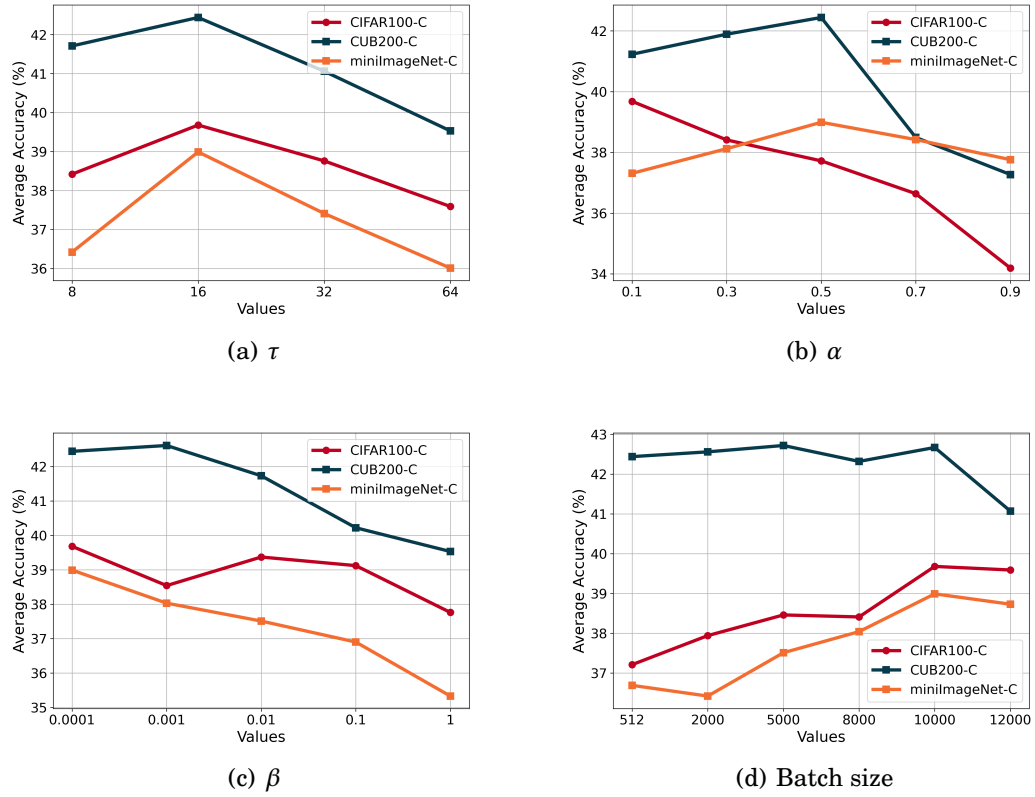 CIFAR100-C
CUB200-C
miniImageNet-C
Average Accuracy (%)
42
41
40
39
38
37
36
8 16 32 64
Values
(a) τ
CIFAR100-C
CUB200-C
miniImageNet-C
Average Accuracy (%)
42
40
38
36
34
0.1 0.3 0.5 0.7 0.9
Values
(b) α
CIFAR100-C
CUB200-C
miniImageNet-C
Average Accuracy (%)
42
41
40
39
38
37
36
35
0.0001 0.001 0.01 0.1 1
Values
(c) β
Average Accuracy (%)
43
42
41
40
39
38
37
CIFAR100-C
CUB200-C
miniImageNet-C
512 2000 5000 8000 10000 12000
Values
(d) Batch size